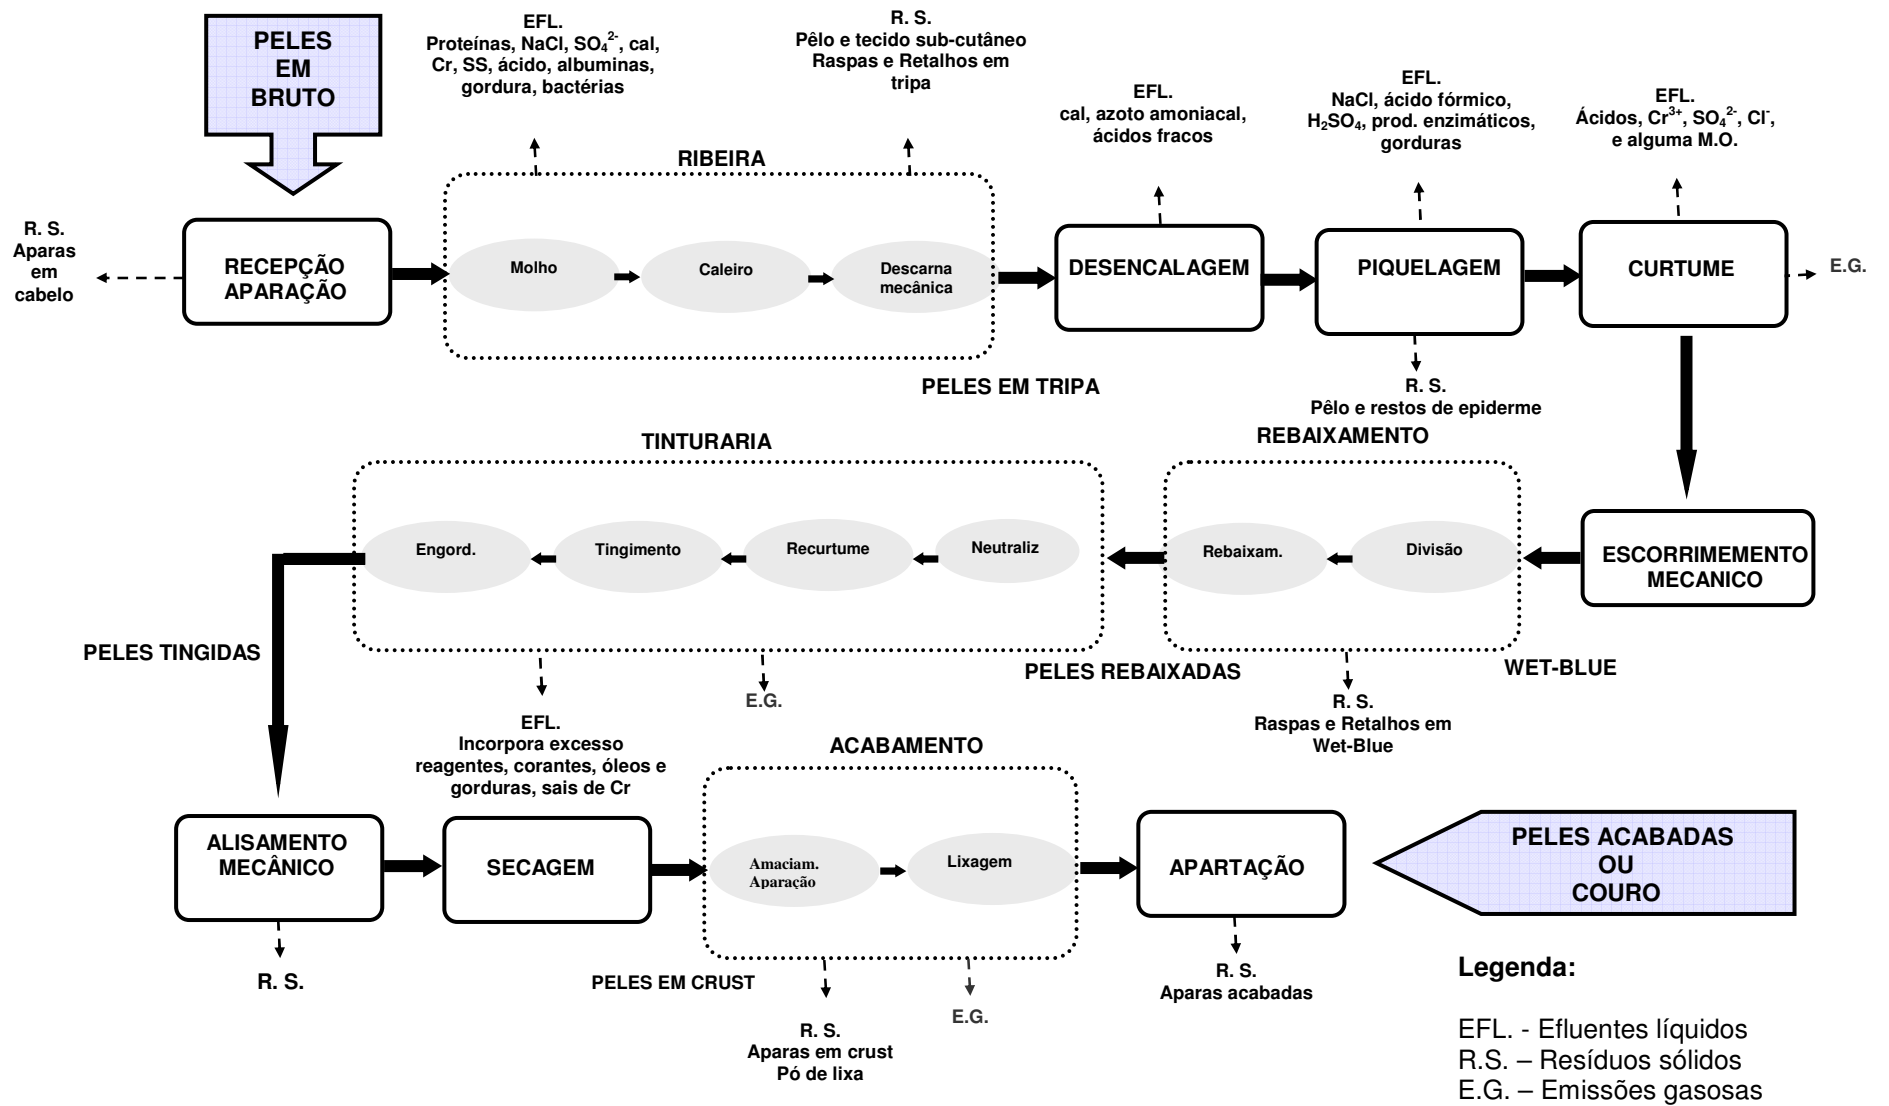 PELES
EM
BRUTO
EFL.
Proteínas, NaCl, SO₄²⁻, cal,
Cr, SS, ácido, albuminas,
gordura, bactérias
R. S.
Pêlo e tecido sub-cutâneo
Raspas e Retalhos em
tripa
EFL.
cal, azoto amoniacal,
ácidos fracos
EFL.
NaCl, ácido fórmico,
H₂SO₄, prod. enzimáticos,
gorduras
EFL.
Ácidos, Cr³⁺, SO₄²⁻, Cl⁻,
e alguma M.O.
RIBEIRA
R. S.
Aparas
em
cabelo
RECEPÇÃO
APARAÇÃO
Molho
Caleiro
Descarna
mecânica
DESENCALAGEM
PIQUELAGEM
CURTUME
E.G.
PELES EM TRIPA
R. S.
Pêlo e restos de epiderme
TINTURARIA
REBAIXAMENTO
Engord.
Tingimento
Recurtume
Neutraliz
Rebaixam.
Divisão
ESCORRIMEMENTO
MECANICO
PELES TINGIDAS
PELES REBAIXADAS
WET-BLUE
E.G.
EFL.
Incorpora excesso
reagentes, corantes, óleos e
gorduras, sais de Cr
R. S.
Raspas e Retalhos em
Wet-Blue
ACABAMENTO
ALISAMENTO
MECÂNICO
SECAGEM
Amaciam.
Aparação
Lixagem
APARTAÇÃO
PELES ACABADAS
OU
COURO
R. S.
PELES EM CRUST
R. S.
Aparas em crust
Pó de lixa
E.G.
R. S.
Aparas acabadas
Legenda:
EFL. - Efluentes líquidos
R.S. – Resíduos sólidos
E.G. – Emissões gasosas